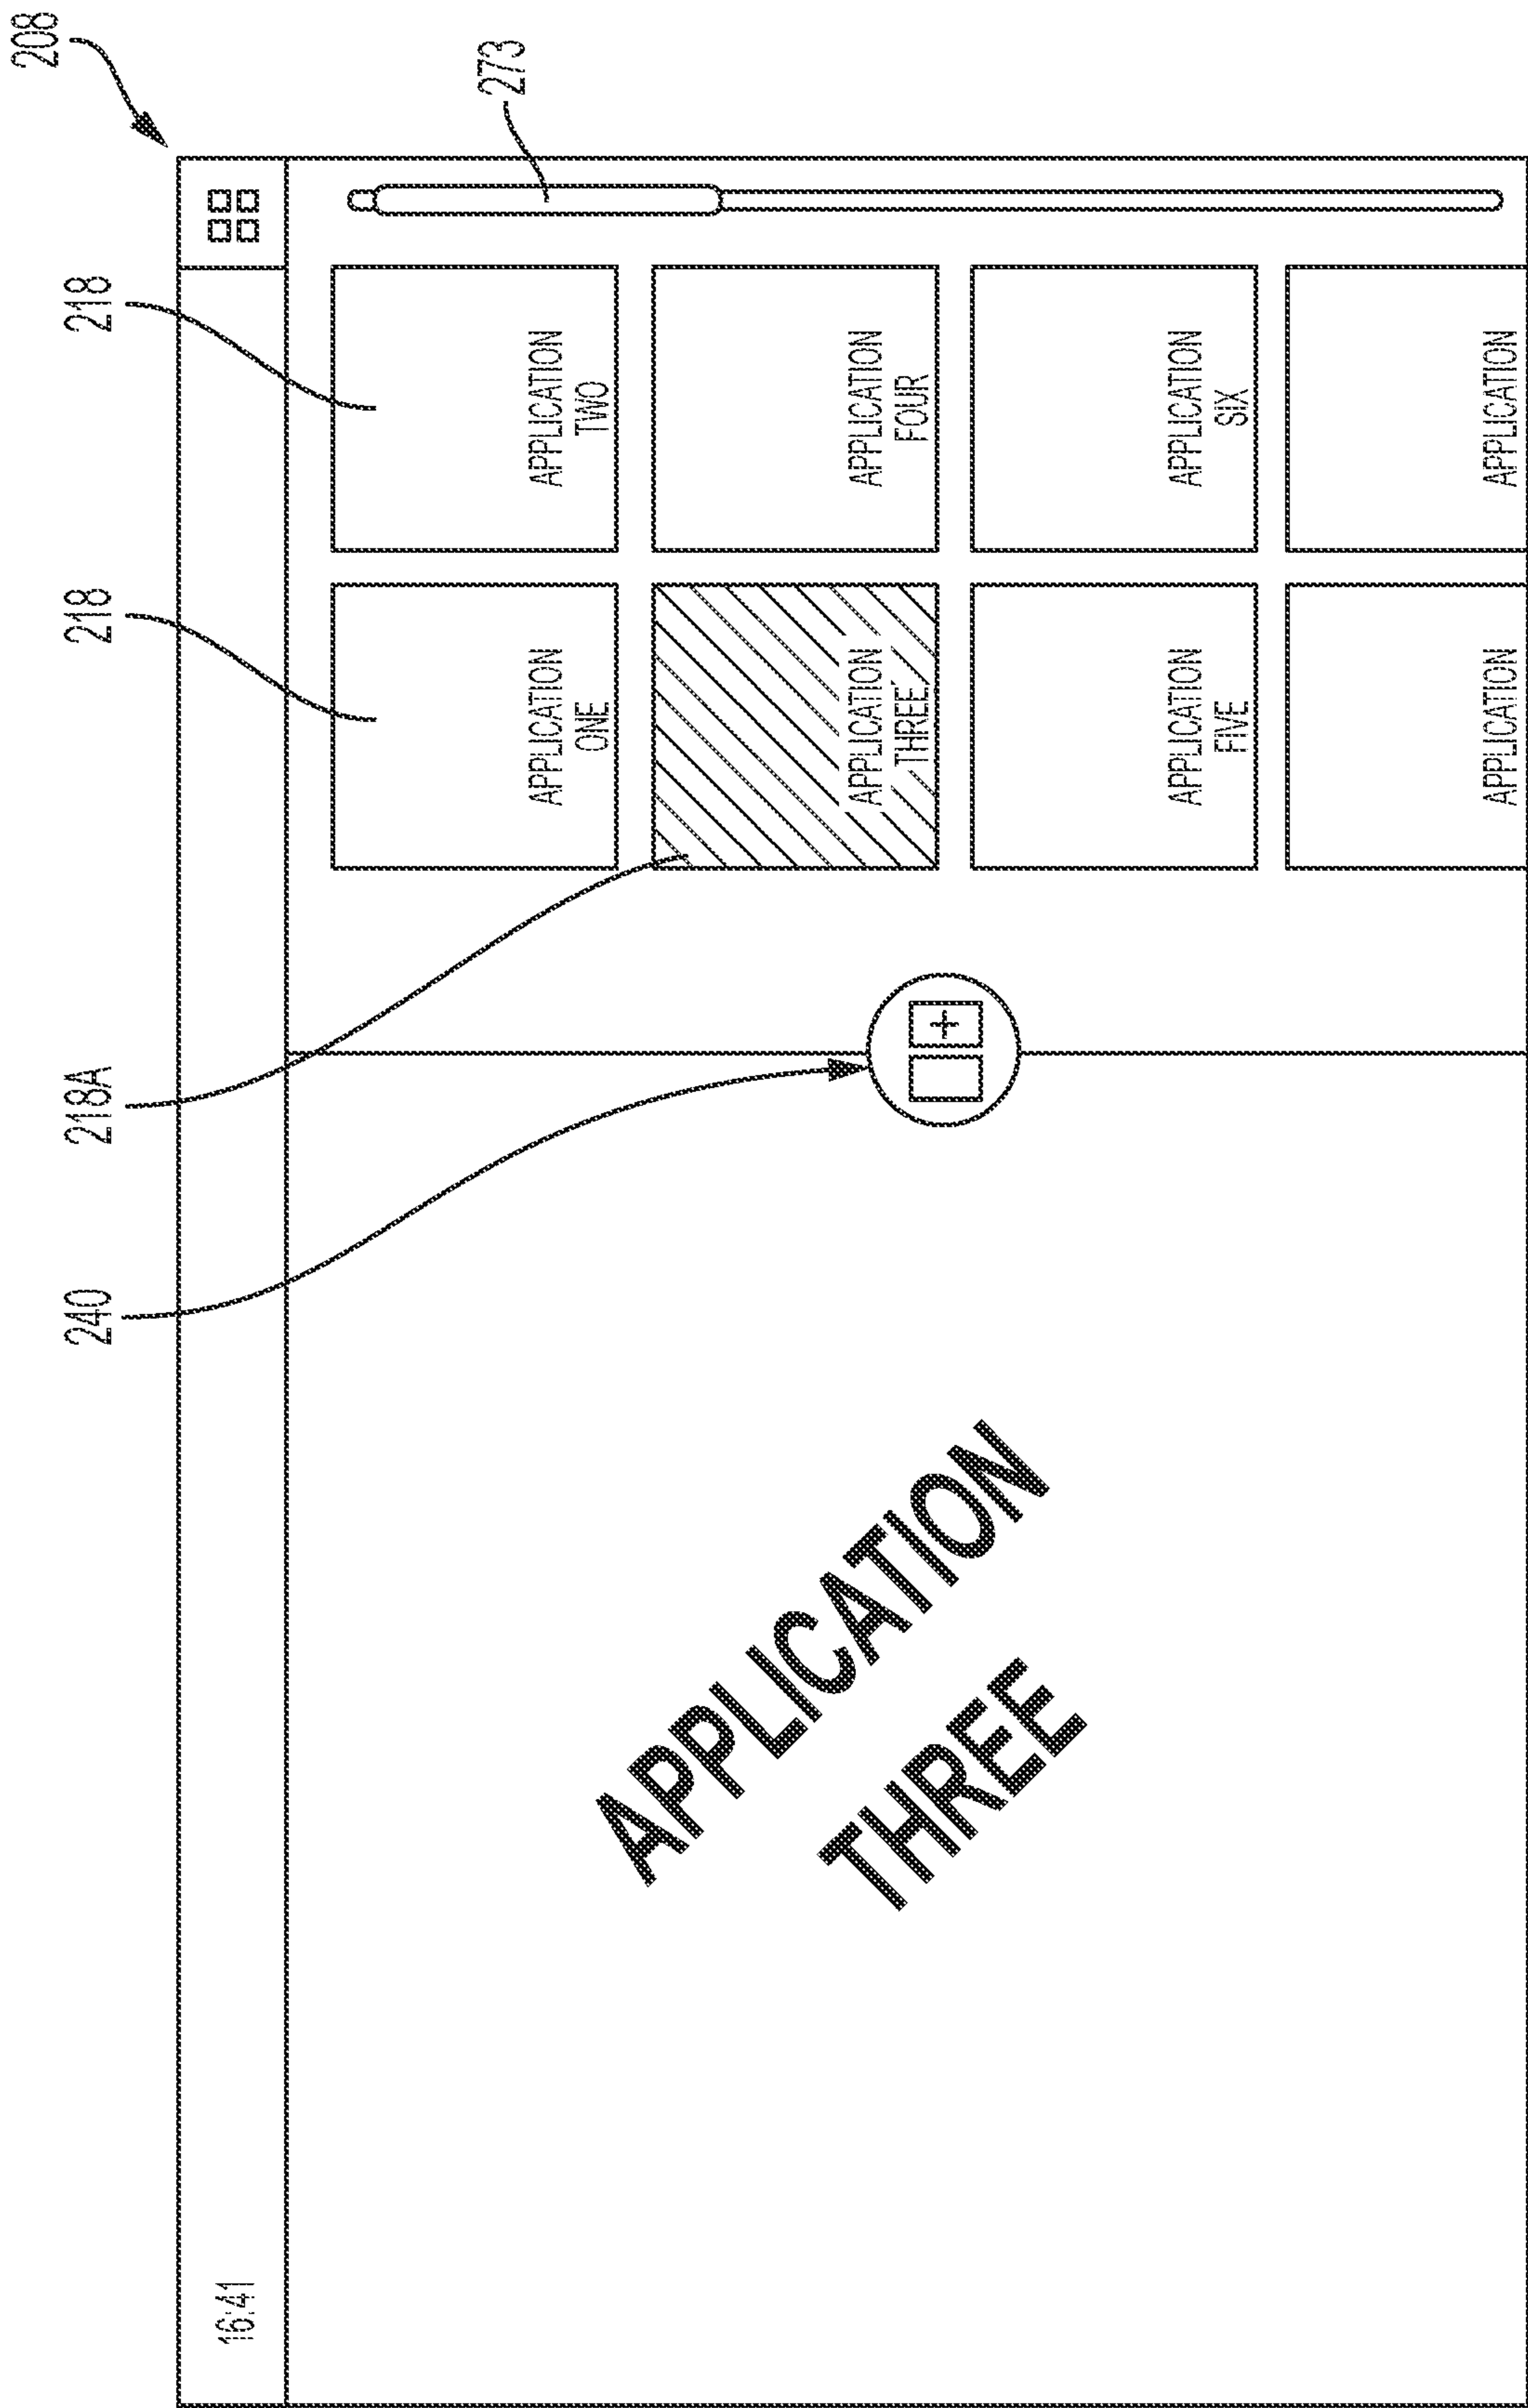 208
240
218A
218
218
273
16:41
APPLICATION
THREE
APPLICATION
ONE
APPLICATION
TWO
APPLICATION
THREE
APPLICATION
FOUR
APPLICATION
FIVE
APPLICATION
SIX
APPLICATION
APPLICATION